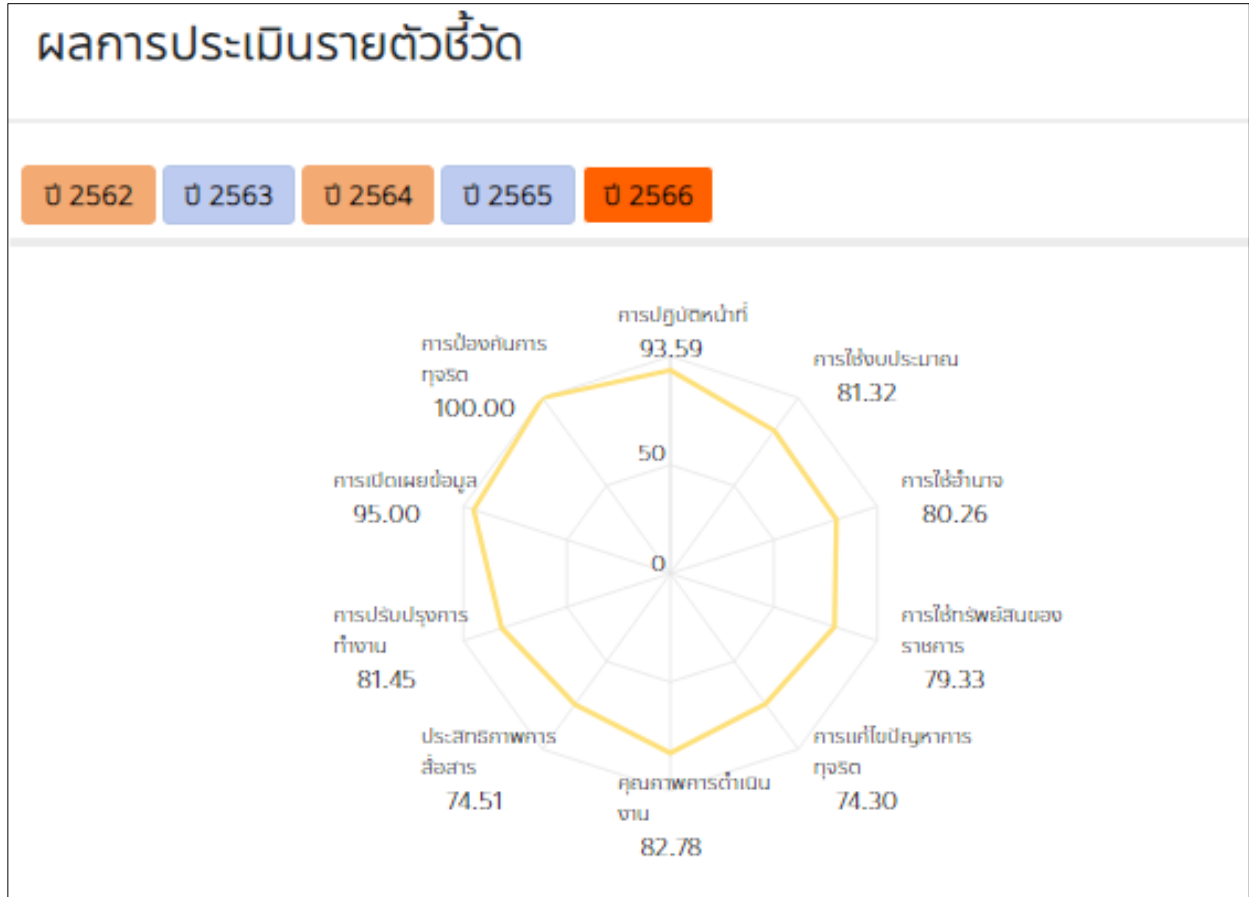 ผลการประเมินรายตัวชี้วัด
ปี 2562
ปี 2563
ปี 2564
ปี 2565
ปี 2566
การปฏิบัติหน้าที่
93.59
การใช้งบประมาณ
81.32
การใช้อำนาจ
80.26
การใช้ทรัพย์สินของ
ราชการ
79.33
การแก้ไขปัญหาการ
ทุจริต
74.30
คุณภาพการดำเนิน
งาน
82.78
ประสิทธิภาพการ
สื่อสาร
74.51
การปรับปรุงการ
ทำงาน
81.45
การเปิดเผยข้อมูล
95.00
การป้องกันการ
ทุจริต
100.00
50
0